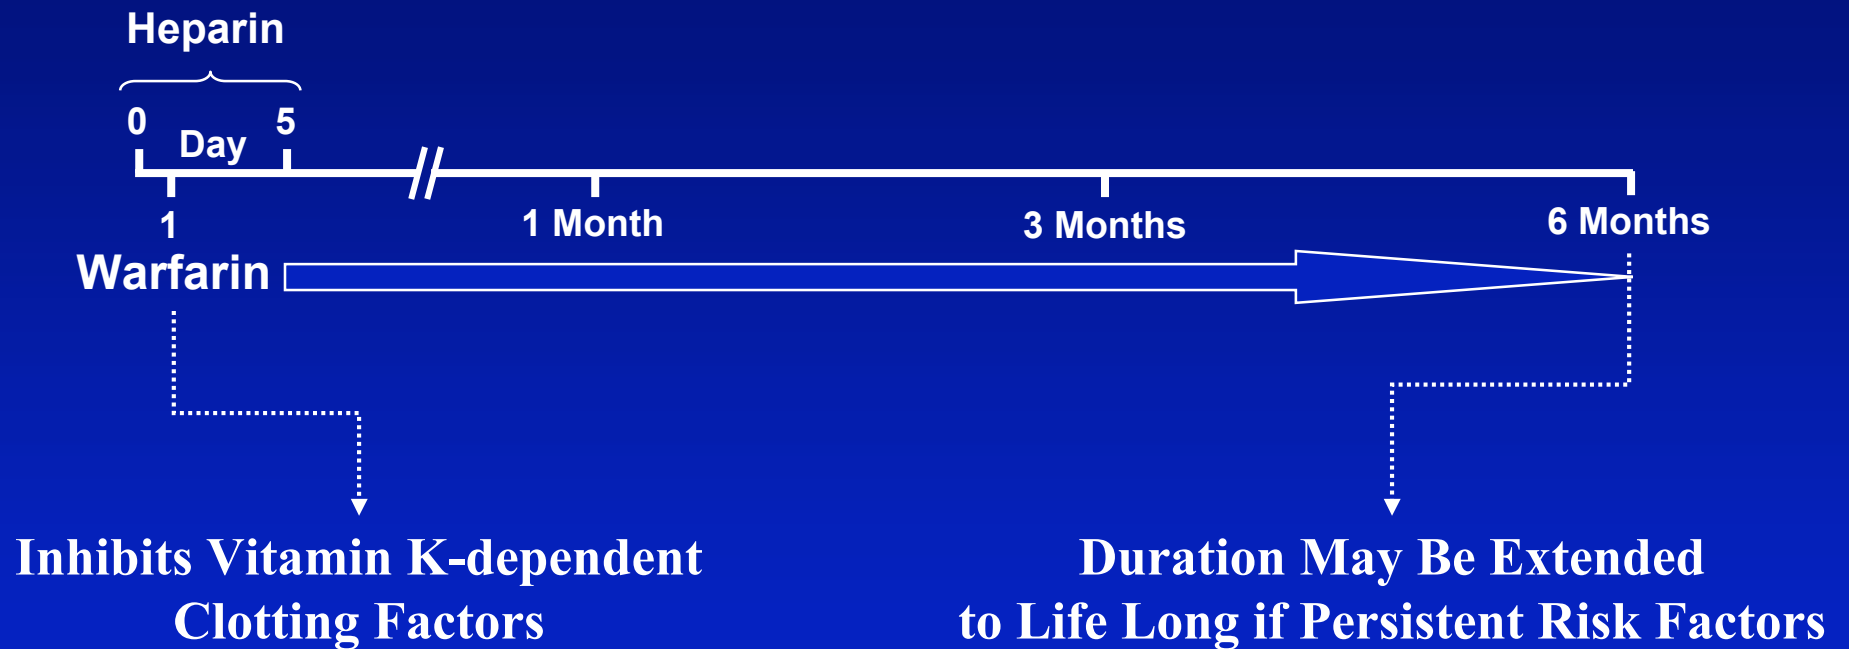 Heparin
0 5
Day
1
1 Month
3 Months
6 Months
Warfarin
Inhibits Vitamin K-dependent
Clotting Factors
Duration May Be Extended
to Life Long if Persistent Risk Factors